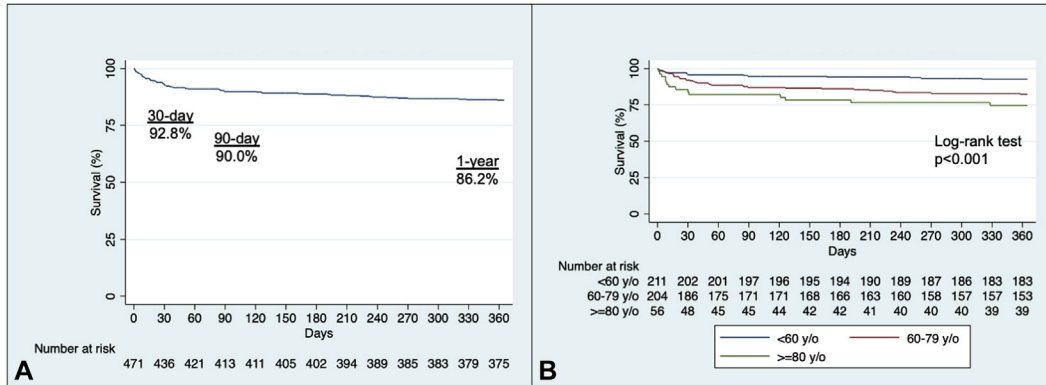 100
75
50
25
0
Survival (%)
30-day
92.8%
90-day
90.0%
1-year
86.2%
0 30 60 90 120 150 180 210 240 270 300 330 360
Days
Number at risk
471 436 421 413 411 405 402 394 389 385 383 379 375
A
100
75
50
25
0
Survival (%)
Log-rank test
p<0.001
0 30 60 90 120 150 180 210 240 270 300 330 360
Days
Number at risk
<60 y/o 211 202 201 197 196 195 194 190 189 187 186 183 183
60-79 y/o 204 186 175 171 171 168 166 163 160 158 157 157 153
>=80 y/o 56 48 45 45 44 42 42 41 40 40 40 39 39
<60 y/o 60-79 y/o
>=80 y/o
B